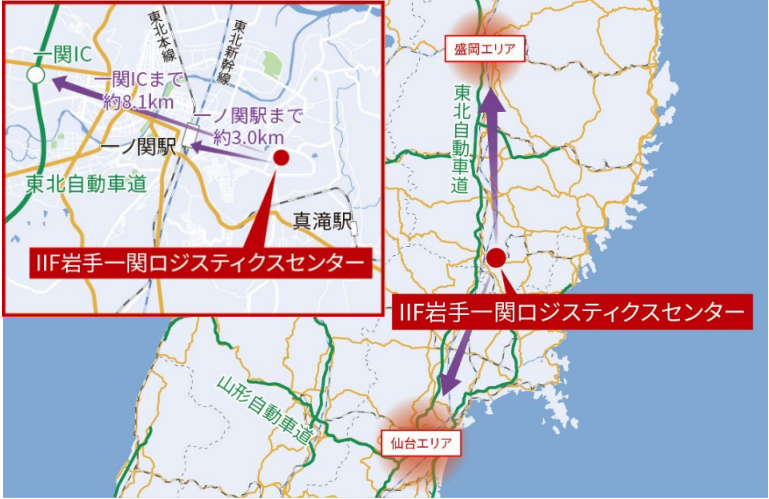 東北本線
東北新幹線
一関IC
一関ICまで
約8.1km
一ノ関駅まで
約3.0km
一ノ関駅
東北自動車道
真滝駅
IIF岩手一関ロジスティクスセンター
盛岡エリア
東北自動車道
IIF岩手一関ロジスティクスセンター
山形自動車道
仙台エリア